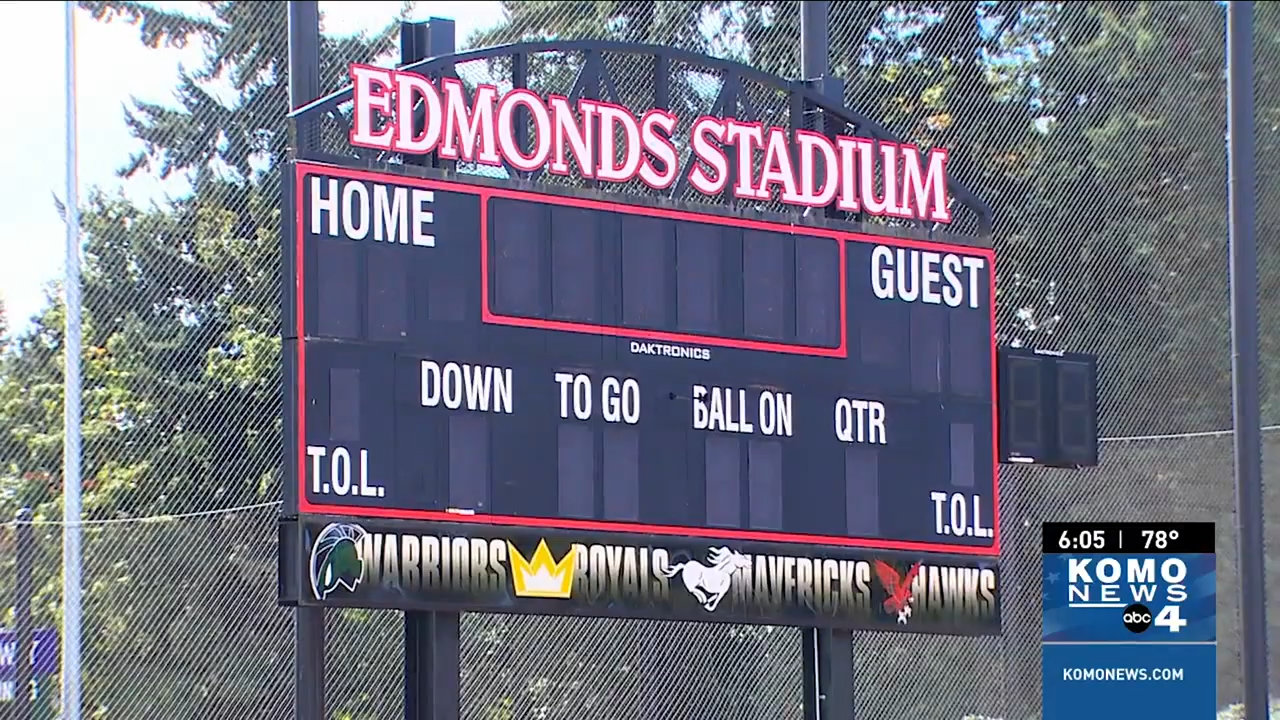 EDMONDS STADIUM
HOME
GUEST
DAKTRONICS
DOWN TO GO BALL ON QTR
T.O.L.
T.O.L.
WARRIORS ROYALS MAVERICKS HAWKS
6:05 | 78°
KOMO
NEWS
abc 4
KOMONEWS.COM